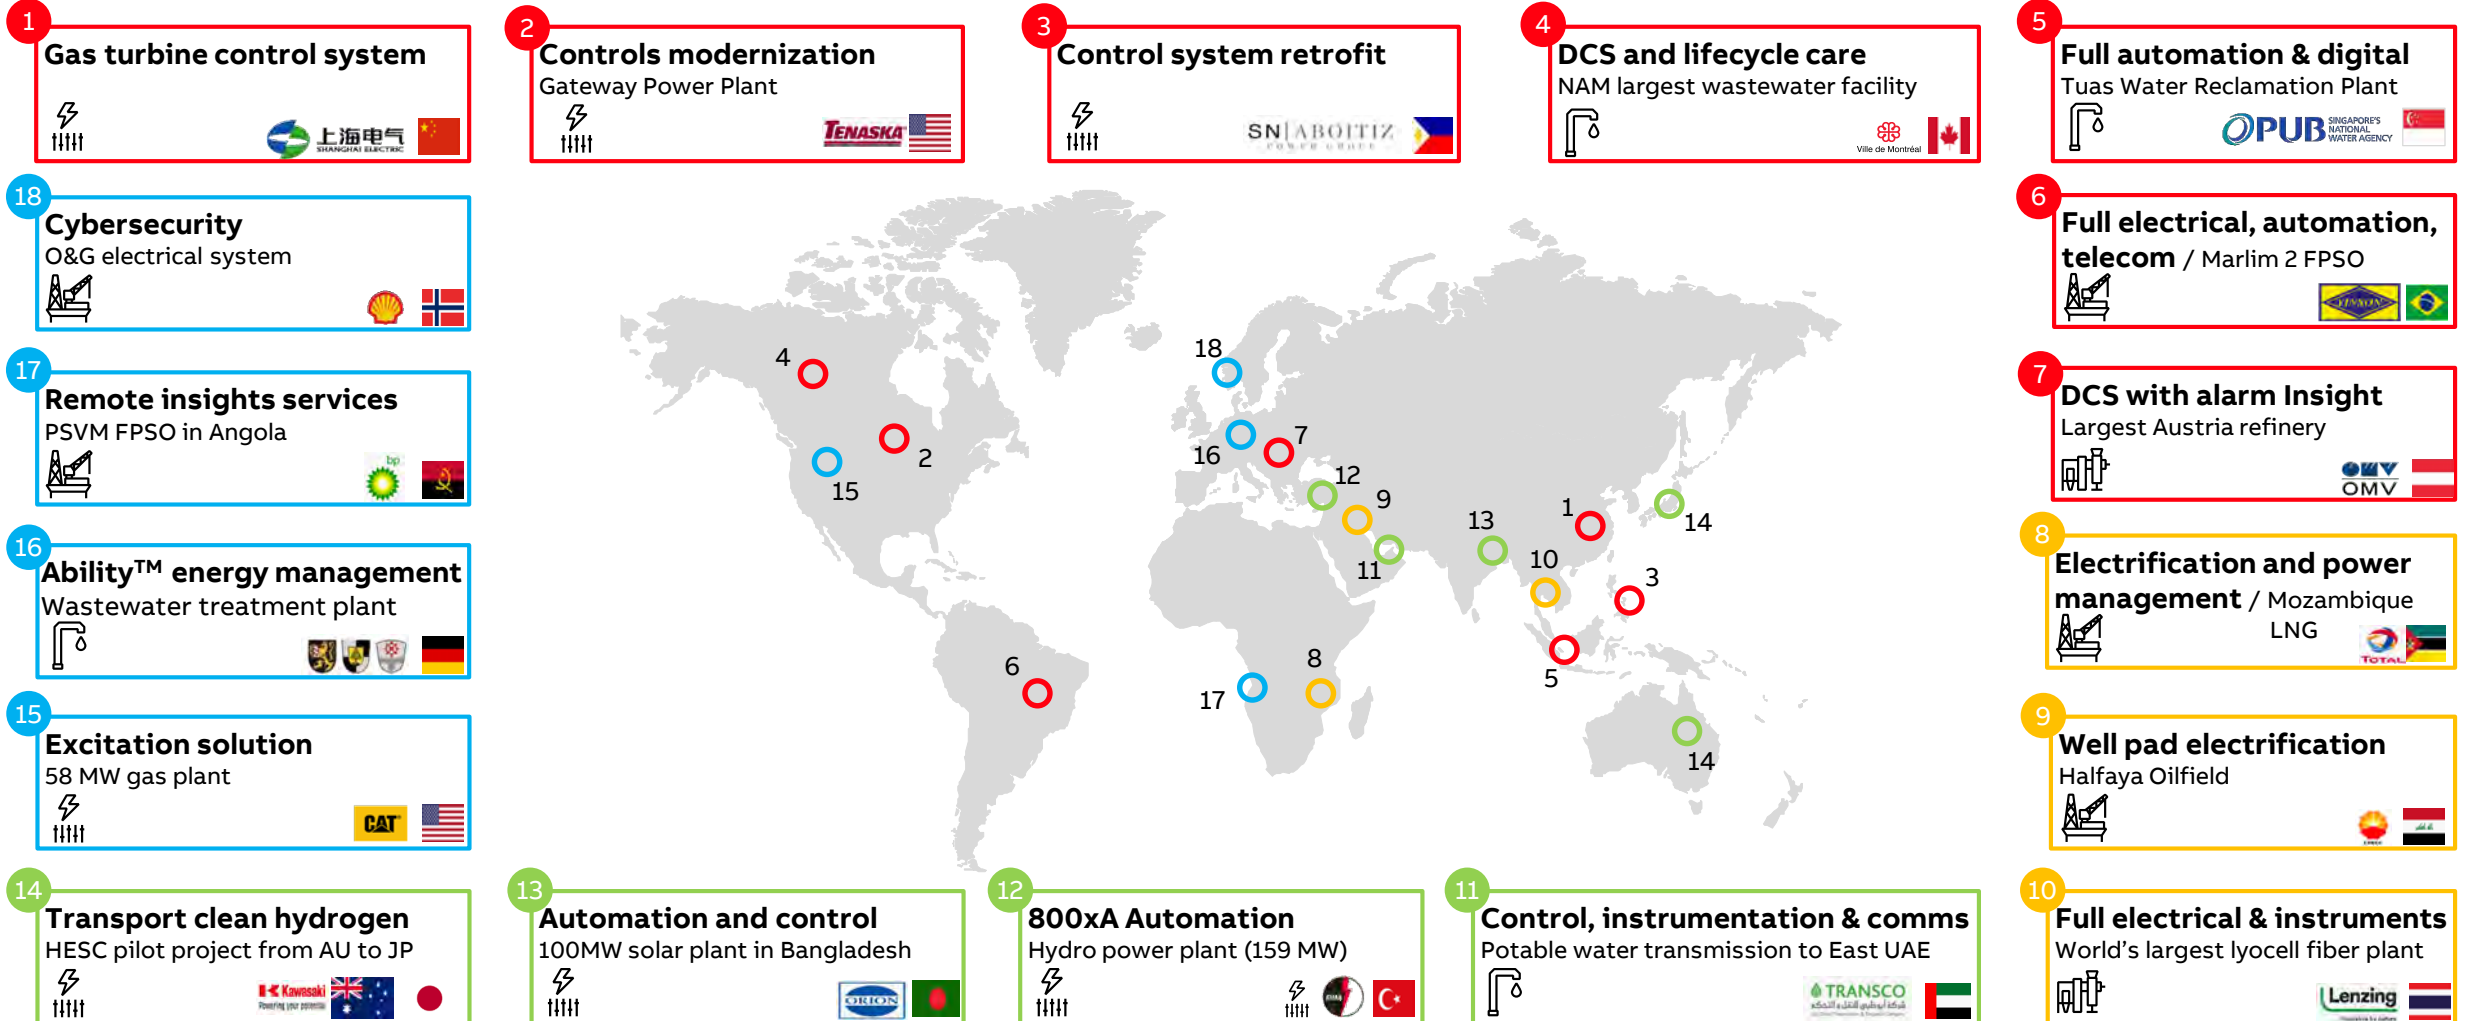 1
Gas turbine control system
上海电气
SHANGHAI ELECTRIC
2
Controls modernization
Gateway Power Plant
TENASKA
3
Control system retrofit
SN ABOITIZ
POWER GROUP
4
DCS and lifecycle care
NAM largest wastewater facility
Ville de Montréal
5
Full automation & digital
Tuas Water Reclamation Plant
PUB SINGAPORE'S
NATIONAL
WATER AGENCY
18
Cybersecurity
O&G electrical system
6
Full electrical, automation,
telecom / Marlim 2 FPSO
17
Remote insights services
PSVM FPSO in Angola
bp
7
DCS with alarm Insight
Largest Austria refinery
OMV
OMV
16
Ability™ energy management
Wastewater treatment plant
8
Electrification and power
management / Mozambique
LNG
TOTAL
15
Excitation solution
58 MW gas plant
CAT
9
Well pad electrification
Halfaya Oilfield
18
4
7
2
16
12
15
9
1
13
14
10
11
3
6
8
5
17
14
14
Transport clean hydrogen
HESC pilot project from AU to JP
Kawasaki
Powering your potential
13
Automation and control
100MW solar plant in Bangladesh
ORION
12
800xA Automation
Hydro power plant (159 MW)
11
Control, instrumentation & comms
Potable water transmission to East UAE
TRANSCO
10
Full electrical & instruments
World's largest lyocell fiber plant
Lenzing